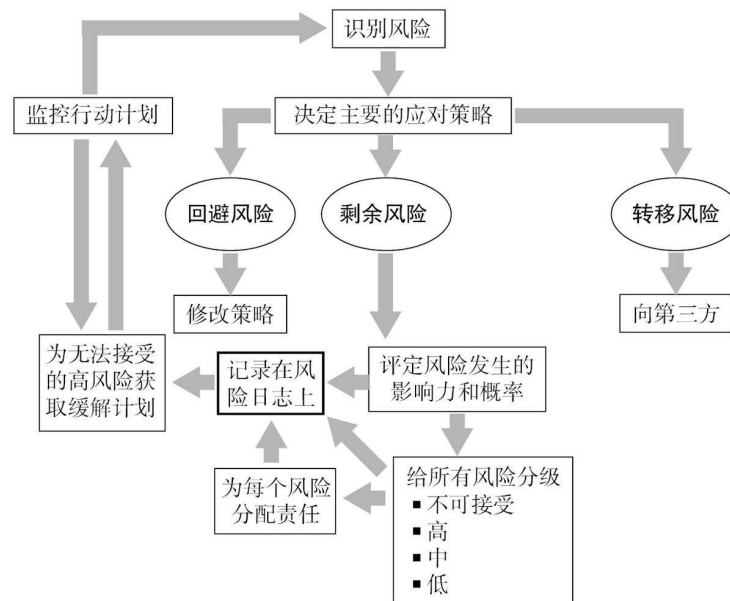 识别风险
监控行动计划
决定主要的应对策略
回避风险
剩余风险
转移风险
修改策略
向第三方
为无法接受
的高风险获
取缓解计划
记录在风
险日志上
评定风险发生的
影响力和概率
为每个风险
分配责任
给所有风险分级
▪ 不可接受
▪ 高
▪ 中
▪ 低